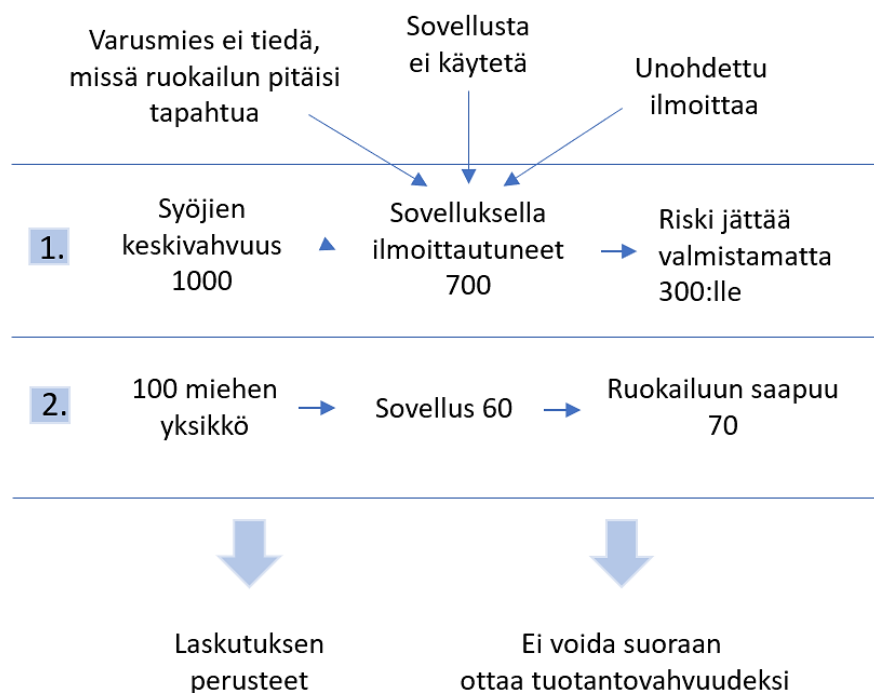 Varusmies ei tiedä,
missä ruokailun pitäisi
tapahtua
Sovellusta
ei käytetä
Unohdettu
ilmoittaa
1.
Syöjien
keskivahvuus
1000
Sovelluksella
ilmoittautuneet
700
Riski jättää
valmistamatta
300:lle
2.
100 miehen
yksikkö
Sovellus 60
Ruokailuun saapuu
70
Laskutuksen
perusteet
Ei voida suoraan
ottaa tuotantovahvuudeksi